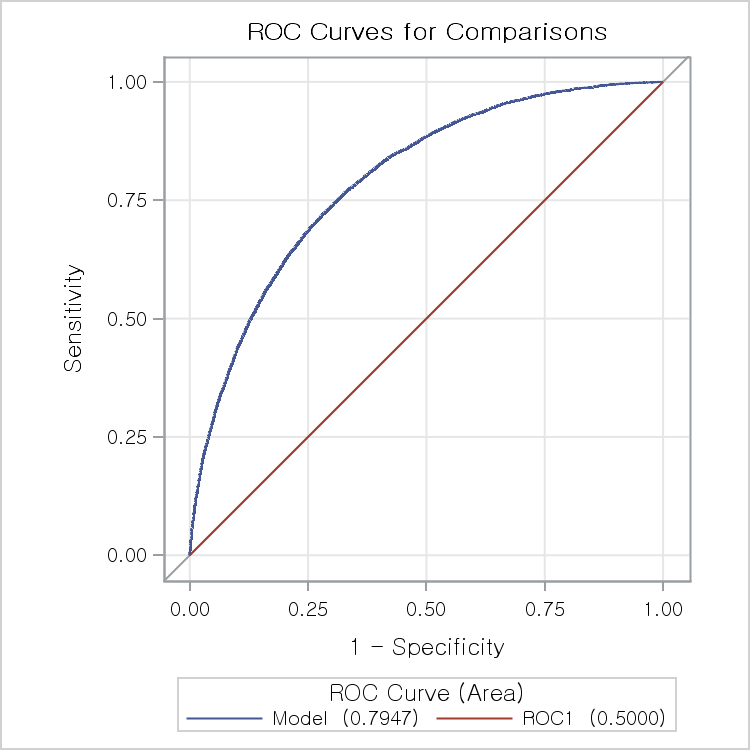 ROC Curves for Comparisons
1.00
0.75
0.50
0.25
0.00
Sensitivity
0.00 0.25 0.50 0.75 1.00
1 - Specificity
ROC Curve (Area)
Model (0.7947) ROC1 (0.5000)